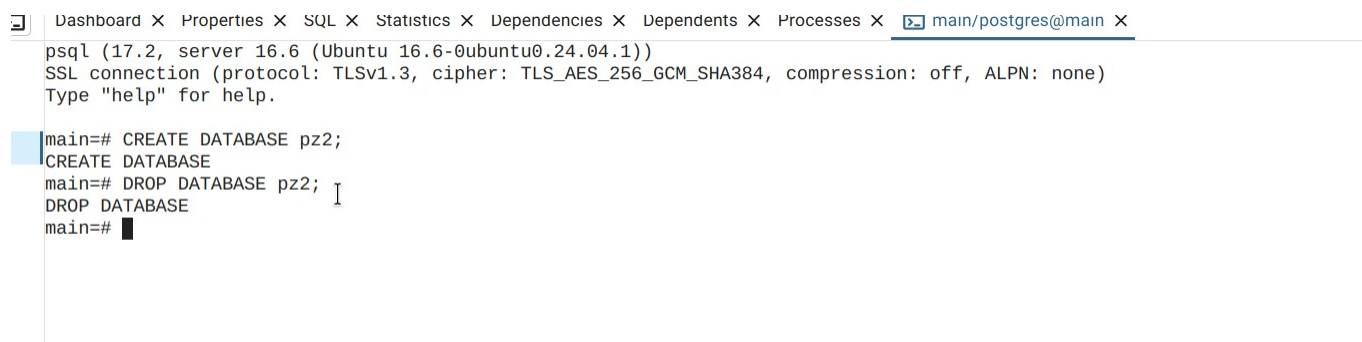 Dashboard X Properties X SQL X Statistics X Dependencies X Dependents X Processes X main/postgres@main X
psql (17.2, server 16.6 (Ubuntu 16.6-0ubuntu0.24.04.1))
SSL connection (protocol: TLSv1.3, cipher: TLS_AES_256_GCM_SHA384, compression: off, ALPN: none)
Type "help" for help.
main=# CREATE DATABASE pz2;
CREATE DATABASE
main=# DROP DATABASE pz2;
DROP DATABASE
main=#